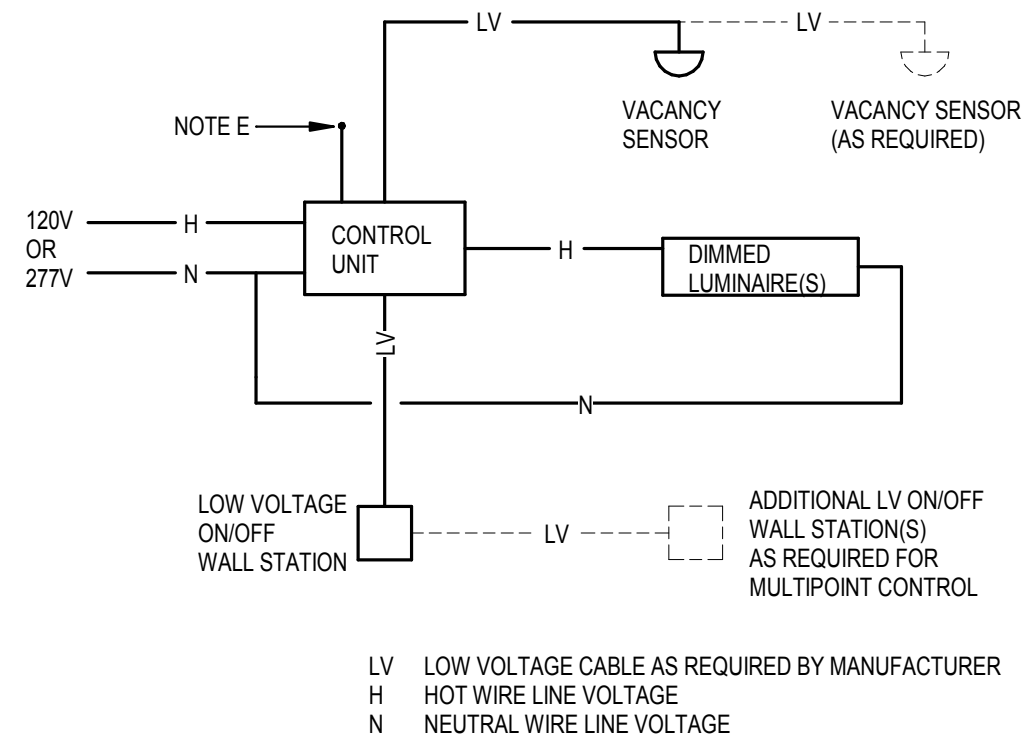 LV
LV
VACANCY
SENSOR
VACANCY SENSOR
(AS REQUIRED)
NOTE E
120V
OR
277V
H
N
CONTROL
UNIT
H
DIMMED
LUMINAIRE(S)
LV
N
LOW VOLTAGE
ON/OFF
WALL STATION
LV
ADDITIONAL LV ON/OFF
WALL STATION(S)
AS REQUIRED FOR
MULTIPOINT CONTROL
LV LOW VOLTAGE CABLE AS REQUIRED BY MANUFACTURER
H HOT WIRE LINE VOLTAGE
N NEUTRAL WIRE LINE VOLTAGE